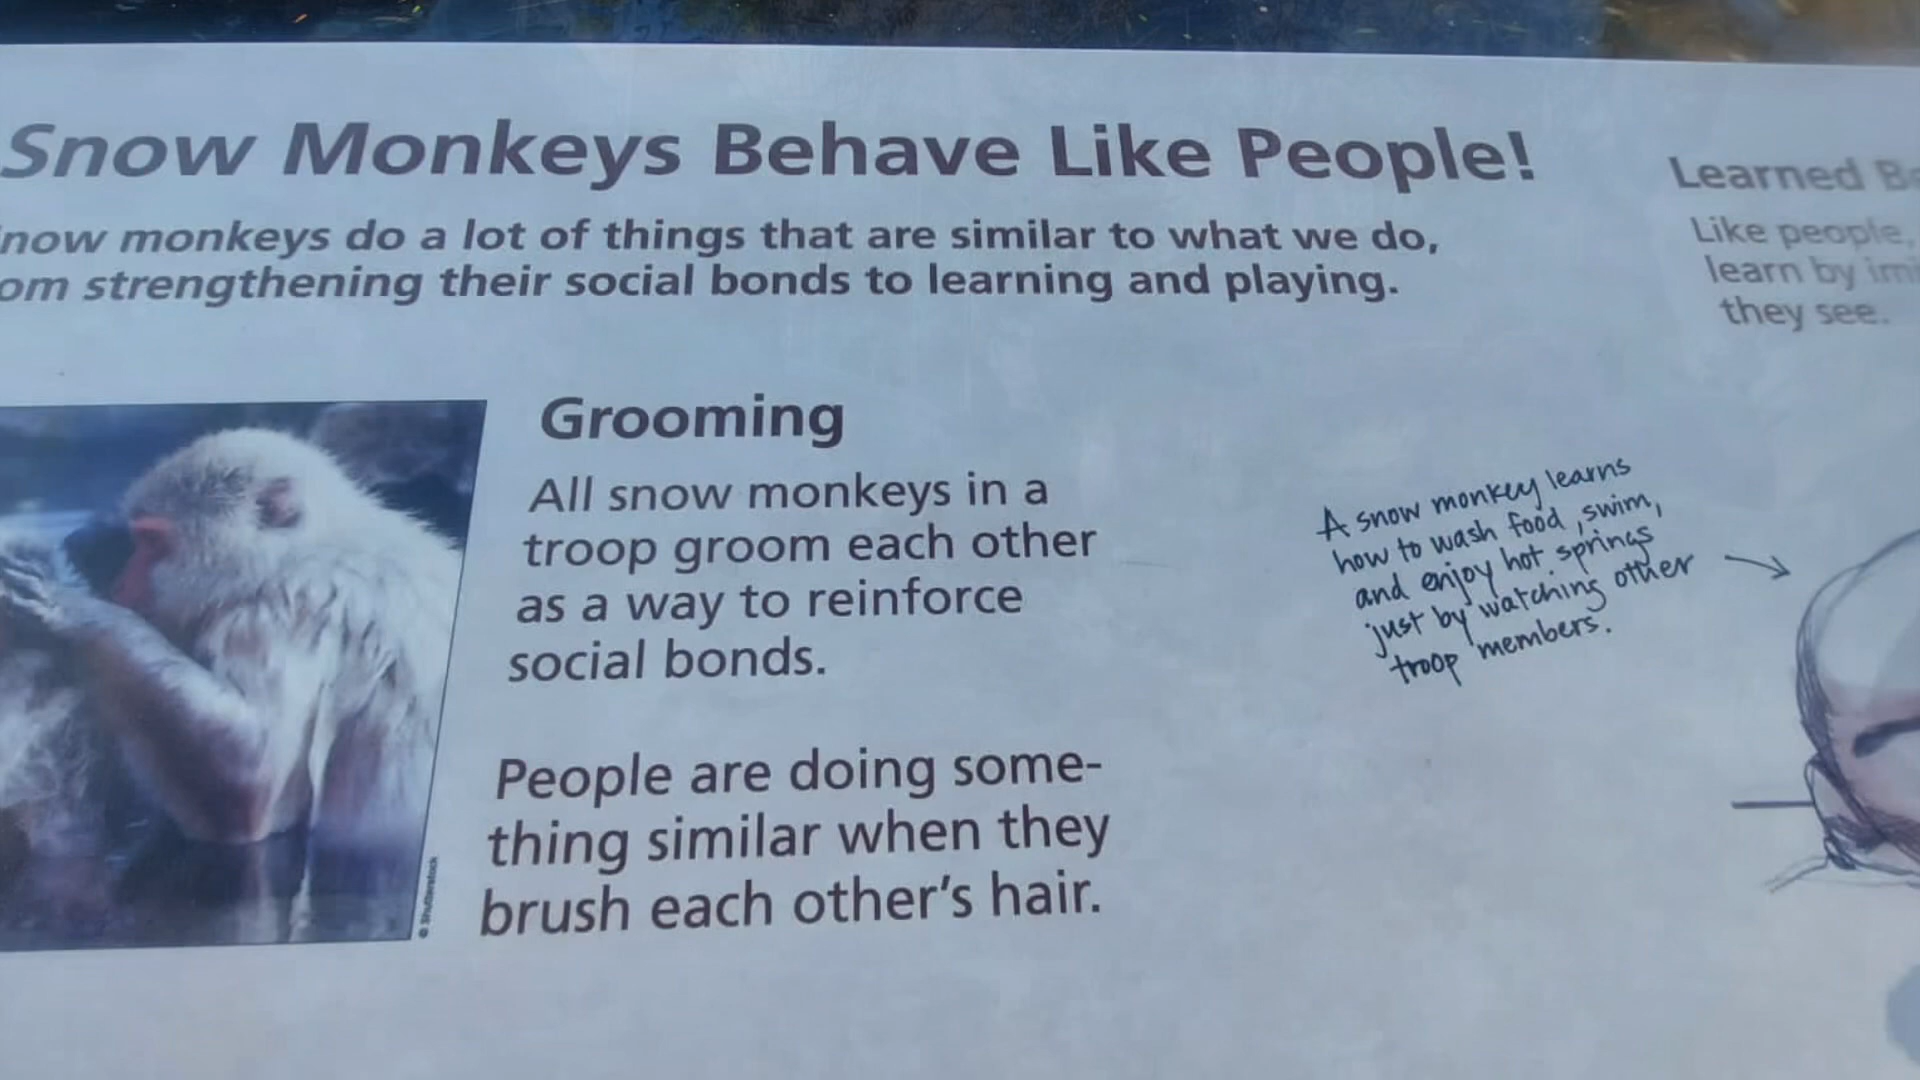 Snow Monkeys Behave Like People!
now monkeys do a lot of things that are similar to what we do,
om strengthening their social bonds to learning and playing.
Grooming
All snow monkeys in a
troop groom each other
as a way to reinforce
social bonds.
People are doing some-
thing similar when they
brush each other's hair.
© Shutterstock
A snow monkey learns
how to wash food, swim,
and enjoy hot springs
just by watching other
troop members.
Learned
Like people,
learn by
they see.